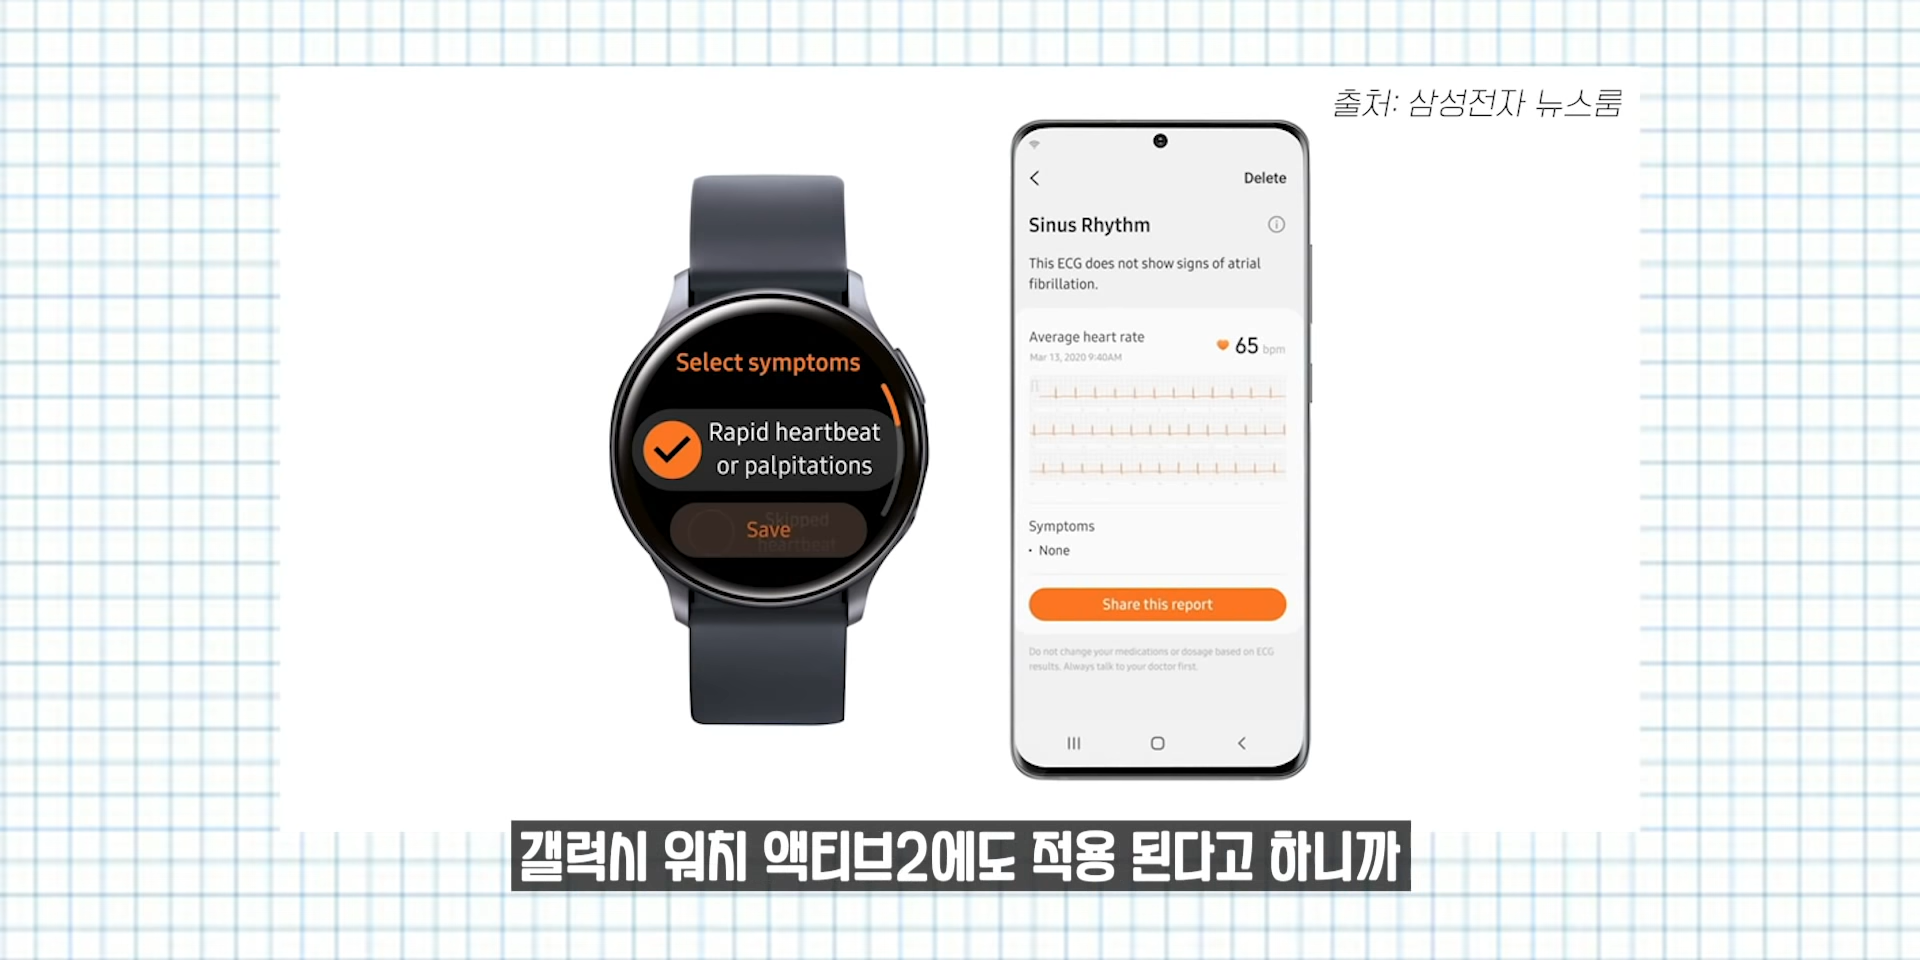 출처: 삼성전자 뉴스룸
Select symptoms
Rapid heartbeat
or palpitations
Skipped
heartbeat
Save
Delete
Sinus Rhythm
This ECG does not show signs of atrial
fibrillation.
Average heart rate
Mar 13, 2020 9:40AM
65 bpm
Symptoms
• None
Share this report
Do not change your medications or dosage based on ECG
results. Always talk to your doctor first.
갤럭시 워치 액티브2에도 적용 된다고 하니까